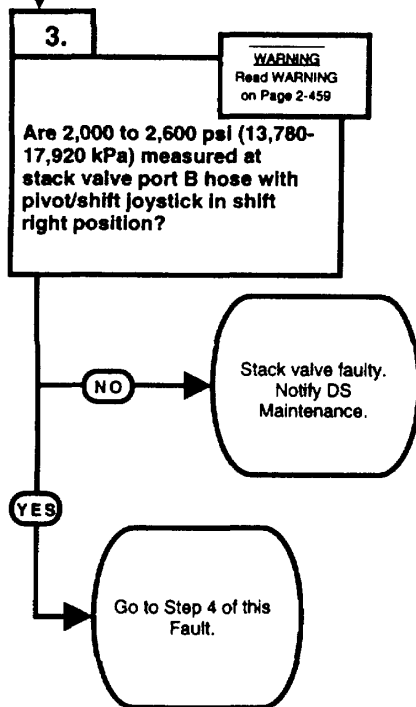 3.
WARNING
Read WARNING
on Page 2-459
Are 2,000 to 2,600 psi (13,780-
17,920 kPa) measured at
stack valve port B hose with
pivot/shift joystick in shift
right position?
NO
Stack valve faulty.
Notify DS
Maintenance.
YES
Go to Step 4 of this
Fault.